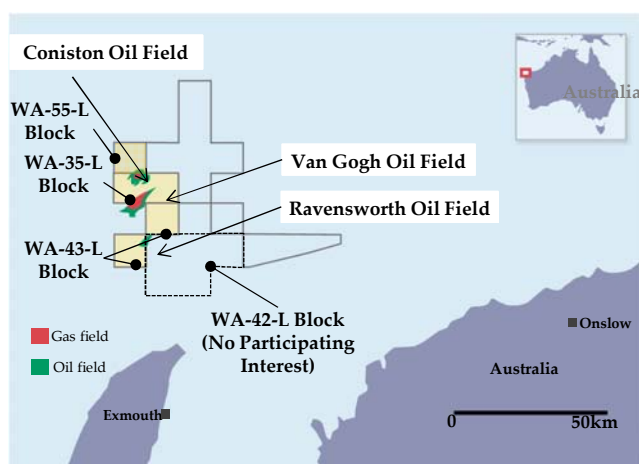 Coniston Oil Field
WA-55-L
Block
WA-35-L
Block
Van Gogh Oil Field
Ravensworth Oil Field
WA-43-L
Block
WA-42-L Block
(No Participating
Interest)
Gas field
Oil field
Onslow
Australia
Exmouth
0
50km
Australia